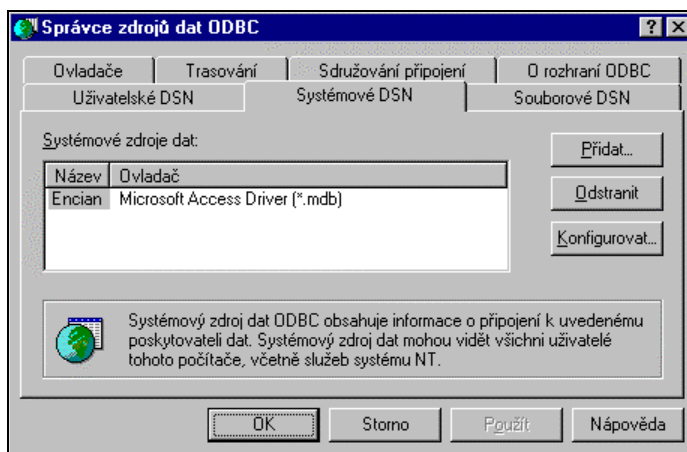 Správce zdrojů dat ODBC
Ovladače Trasování Sdružování připojení O rozhraní ODBC
Uživatelské DSN Systémové DSN Souborové DSN
Systémové zdroje dat:
Přidat...
Název Ovladač
Encian Microsoft Access Driver (*.mdb)
Odstranit
Konfigurovat...
Systémový zdroj dat ODBC obsahuje informace o připojení k uvedenému
poskytovateli dat. Systémový zdroj dat mohou vidět všichni uživatelé
tohoto počítače, včetně služeb systému NT.
OK Storno Použít Nápověda